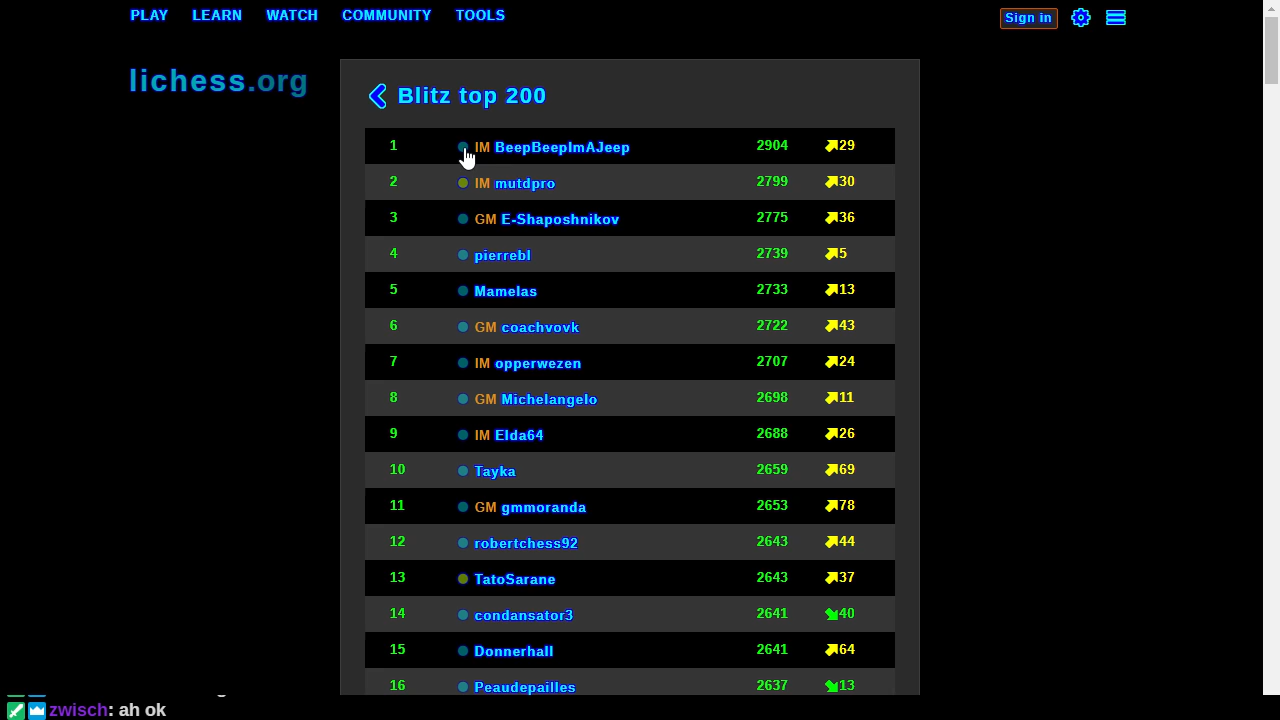 PLAY LEARN WATCH COMMUNITY TOOLS Sign in
lichess.org
Blitz top 200
1 IM BeepBeepImAJeep 2904 29
2 IM mutdpro 2799 30
3 GM E-Shaposhnikov 2775 36
4 pierrebl 2739 5
5 Mamelas 2733 13
6 GM coachvovk 2722 43
7 IM opperwezen 2707 24
8 GM Michelangelo 2698 11
9 IM Elda64 2688 26
10 Tayka 2659 69
11 GM gmmoranda 2653 78
12 robertchess92 2643 44
13 TatoSarane 2643 37
14 condansator3 2641 40
15 Donnerhall 2641 64
16 Peaudepailles 2637 13
zwisch: ah ok